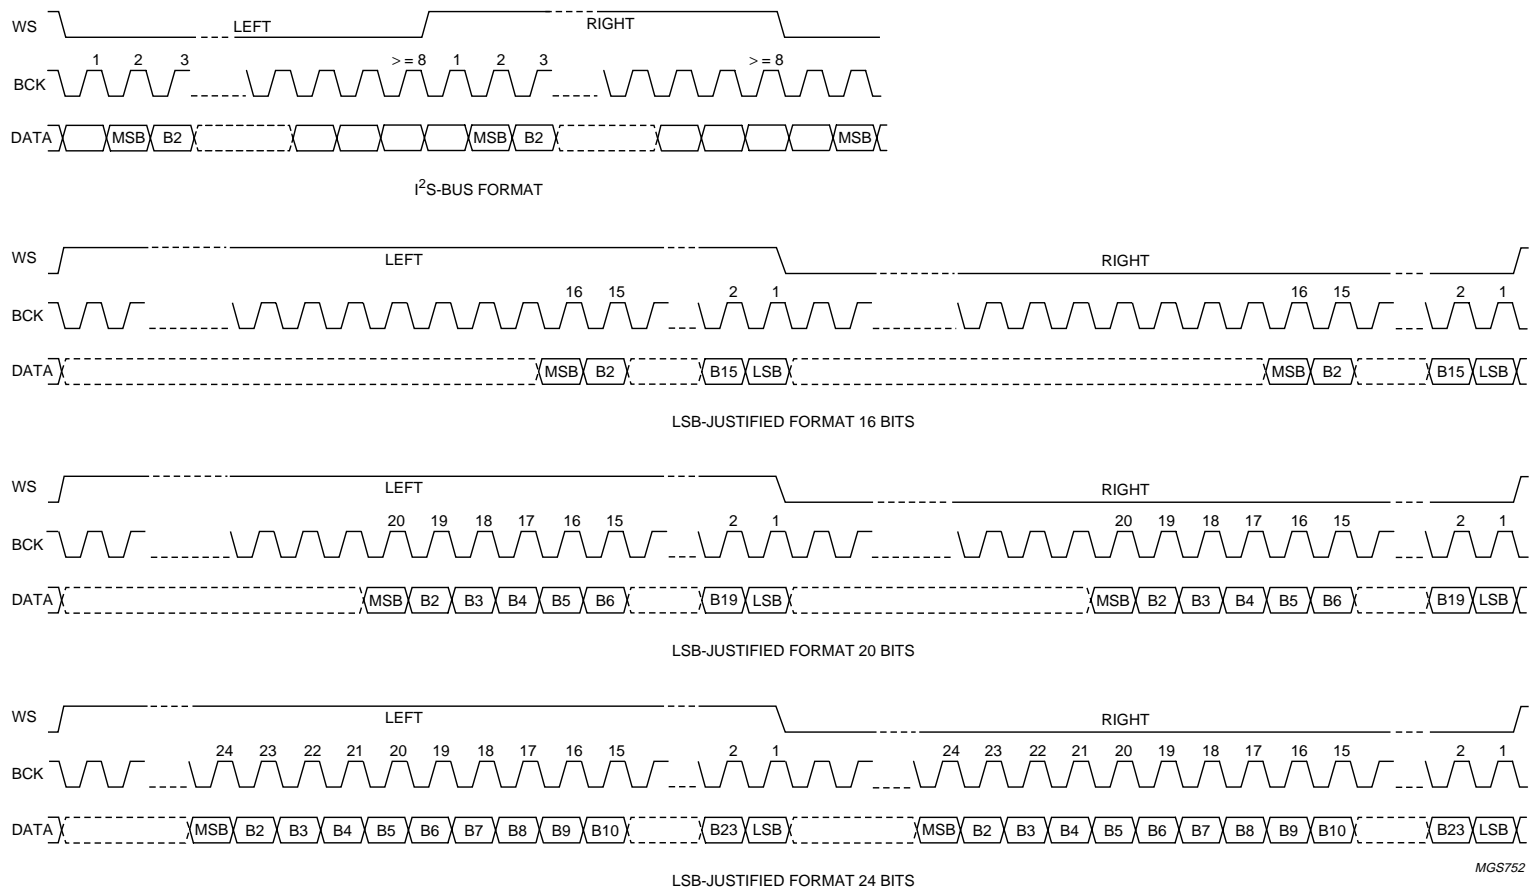 WS LEFT RIGHT
BCK 1 2 3 >= 8 1 2 3 >= 8
DATA MSB B2 MSB B2 MSB
I²S-BUS FORMAT
WS LEFT RIGHT
BCK 16 15 2 1 16 15 2 1
DATA MSB B2 B15 LSB MSB B2 B15 LSB
LSB-JUSTIFIED FORMAT 16 BITS
WS LEFT RIGHT
BCK 20 19 18 17 16 15 2 1 20 19 18 17 16 15 2 1
DATA MSB B2 B3 B4 B5 B6 B19 LSB MSB B2 B3 B4 B5 B6 B19 LSB
LSB-JUSTIFIED FORMAT 20 BITS
WS LEFT RIGHT
BCK 24 23 22 21 20 19 18 17 16 15 2 1 24 23 22 21 20 19 18 17 16 15 2 1
DATA MSB B2 B3 B4 B5 B6 B7 B8 B9 B10 B23 LSB MSB B2 B3 B4 B5 B6 B7 B8 B9 B10 B23 LSB
MGS752
LSB-JUSTIFIED FORMAT 24 BITS